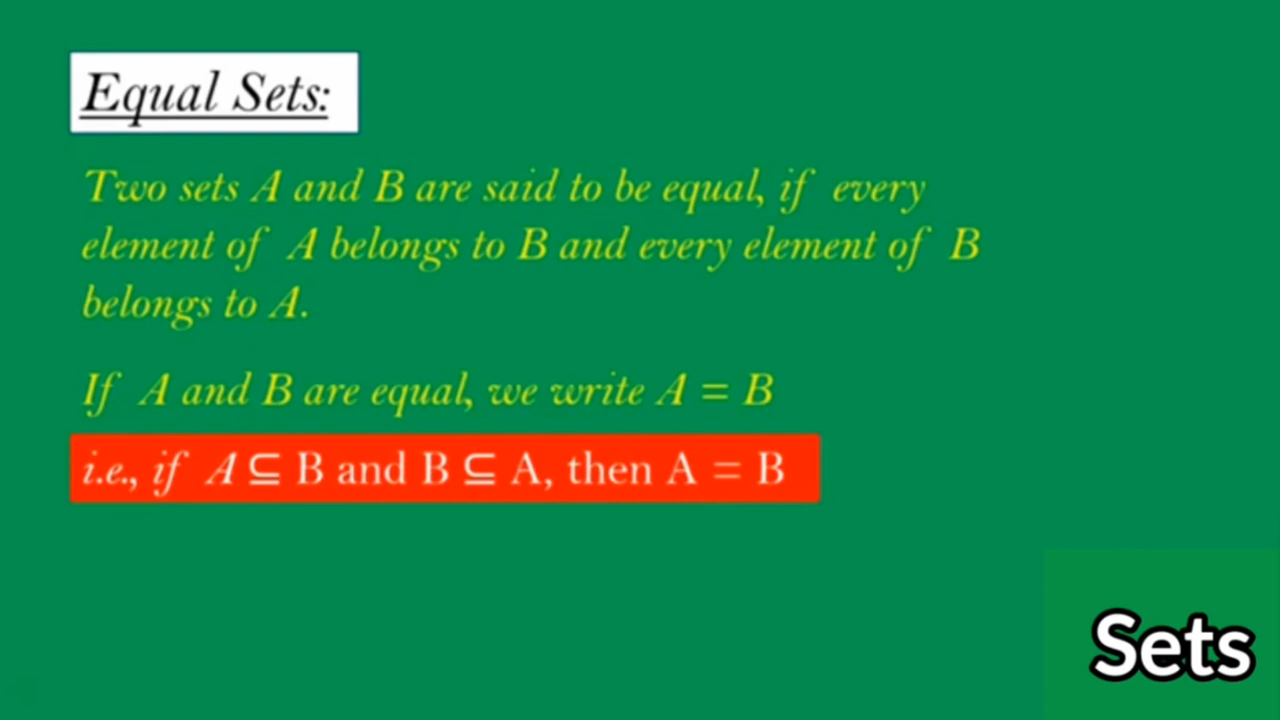 Equal Sets:
Two sets A and B are said to be equal, if every
element of A belongs to B and every element of B
belongs to A.
If A and B are equal, we write A = B
i.e., if A ⊆ B and B ⊆ A, then A = B
Sets